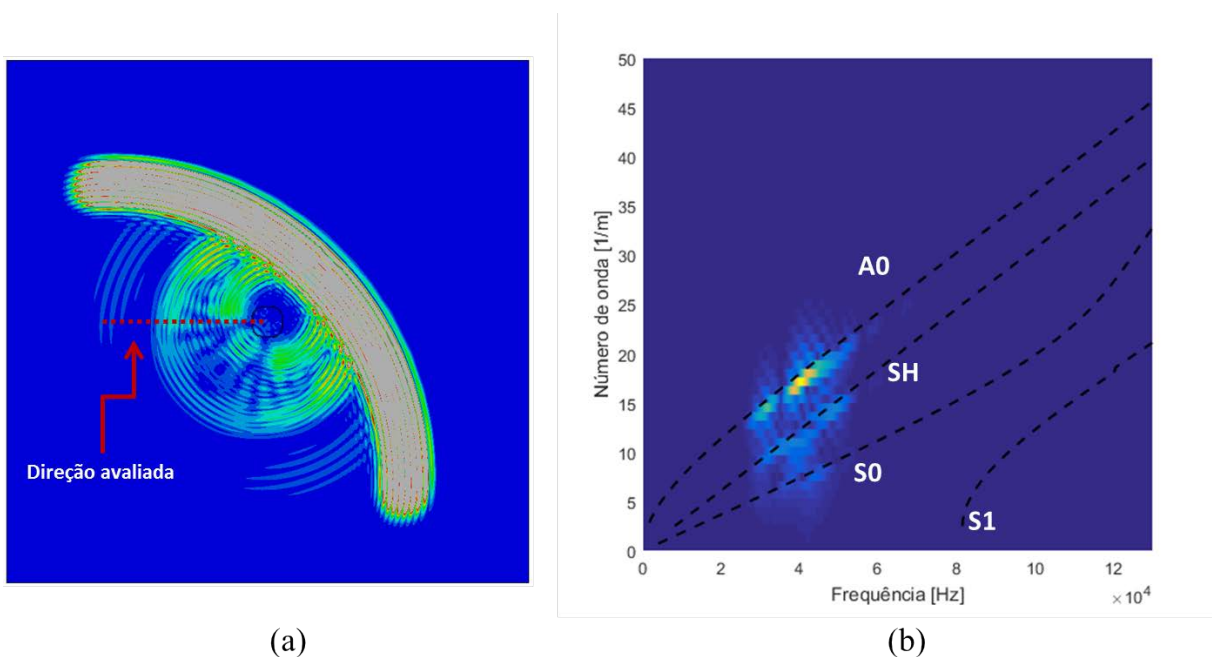 Direção avaliada
(a)
50
45
40
35
30
25
20
15
10
5
0
Número de onda [1/m]
A0
SH
S0
S1
0 2 4 6 8 10 12
Frequência [Hz]
×10⁴
(b)